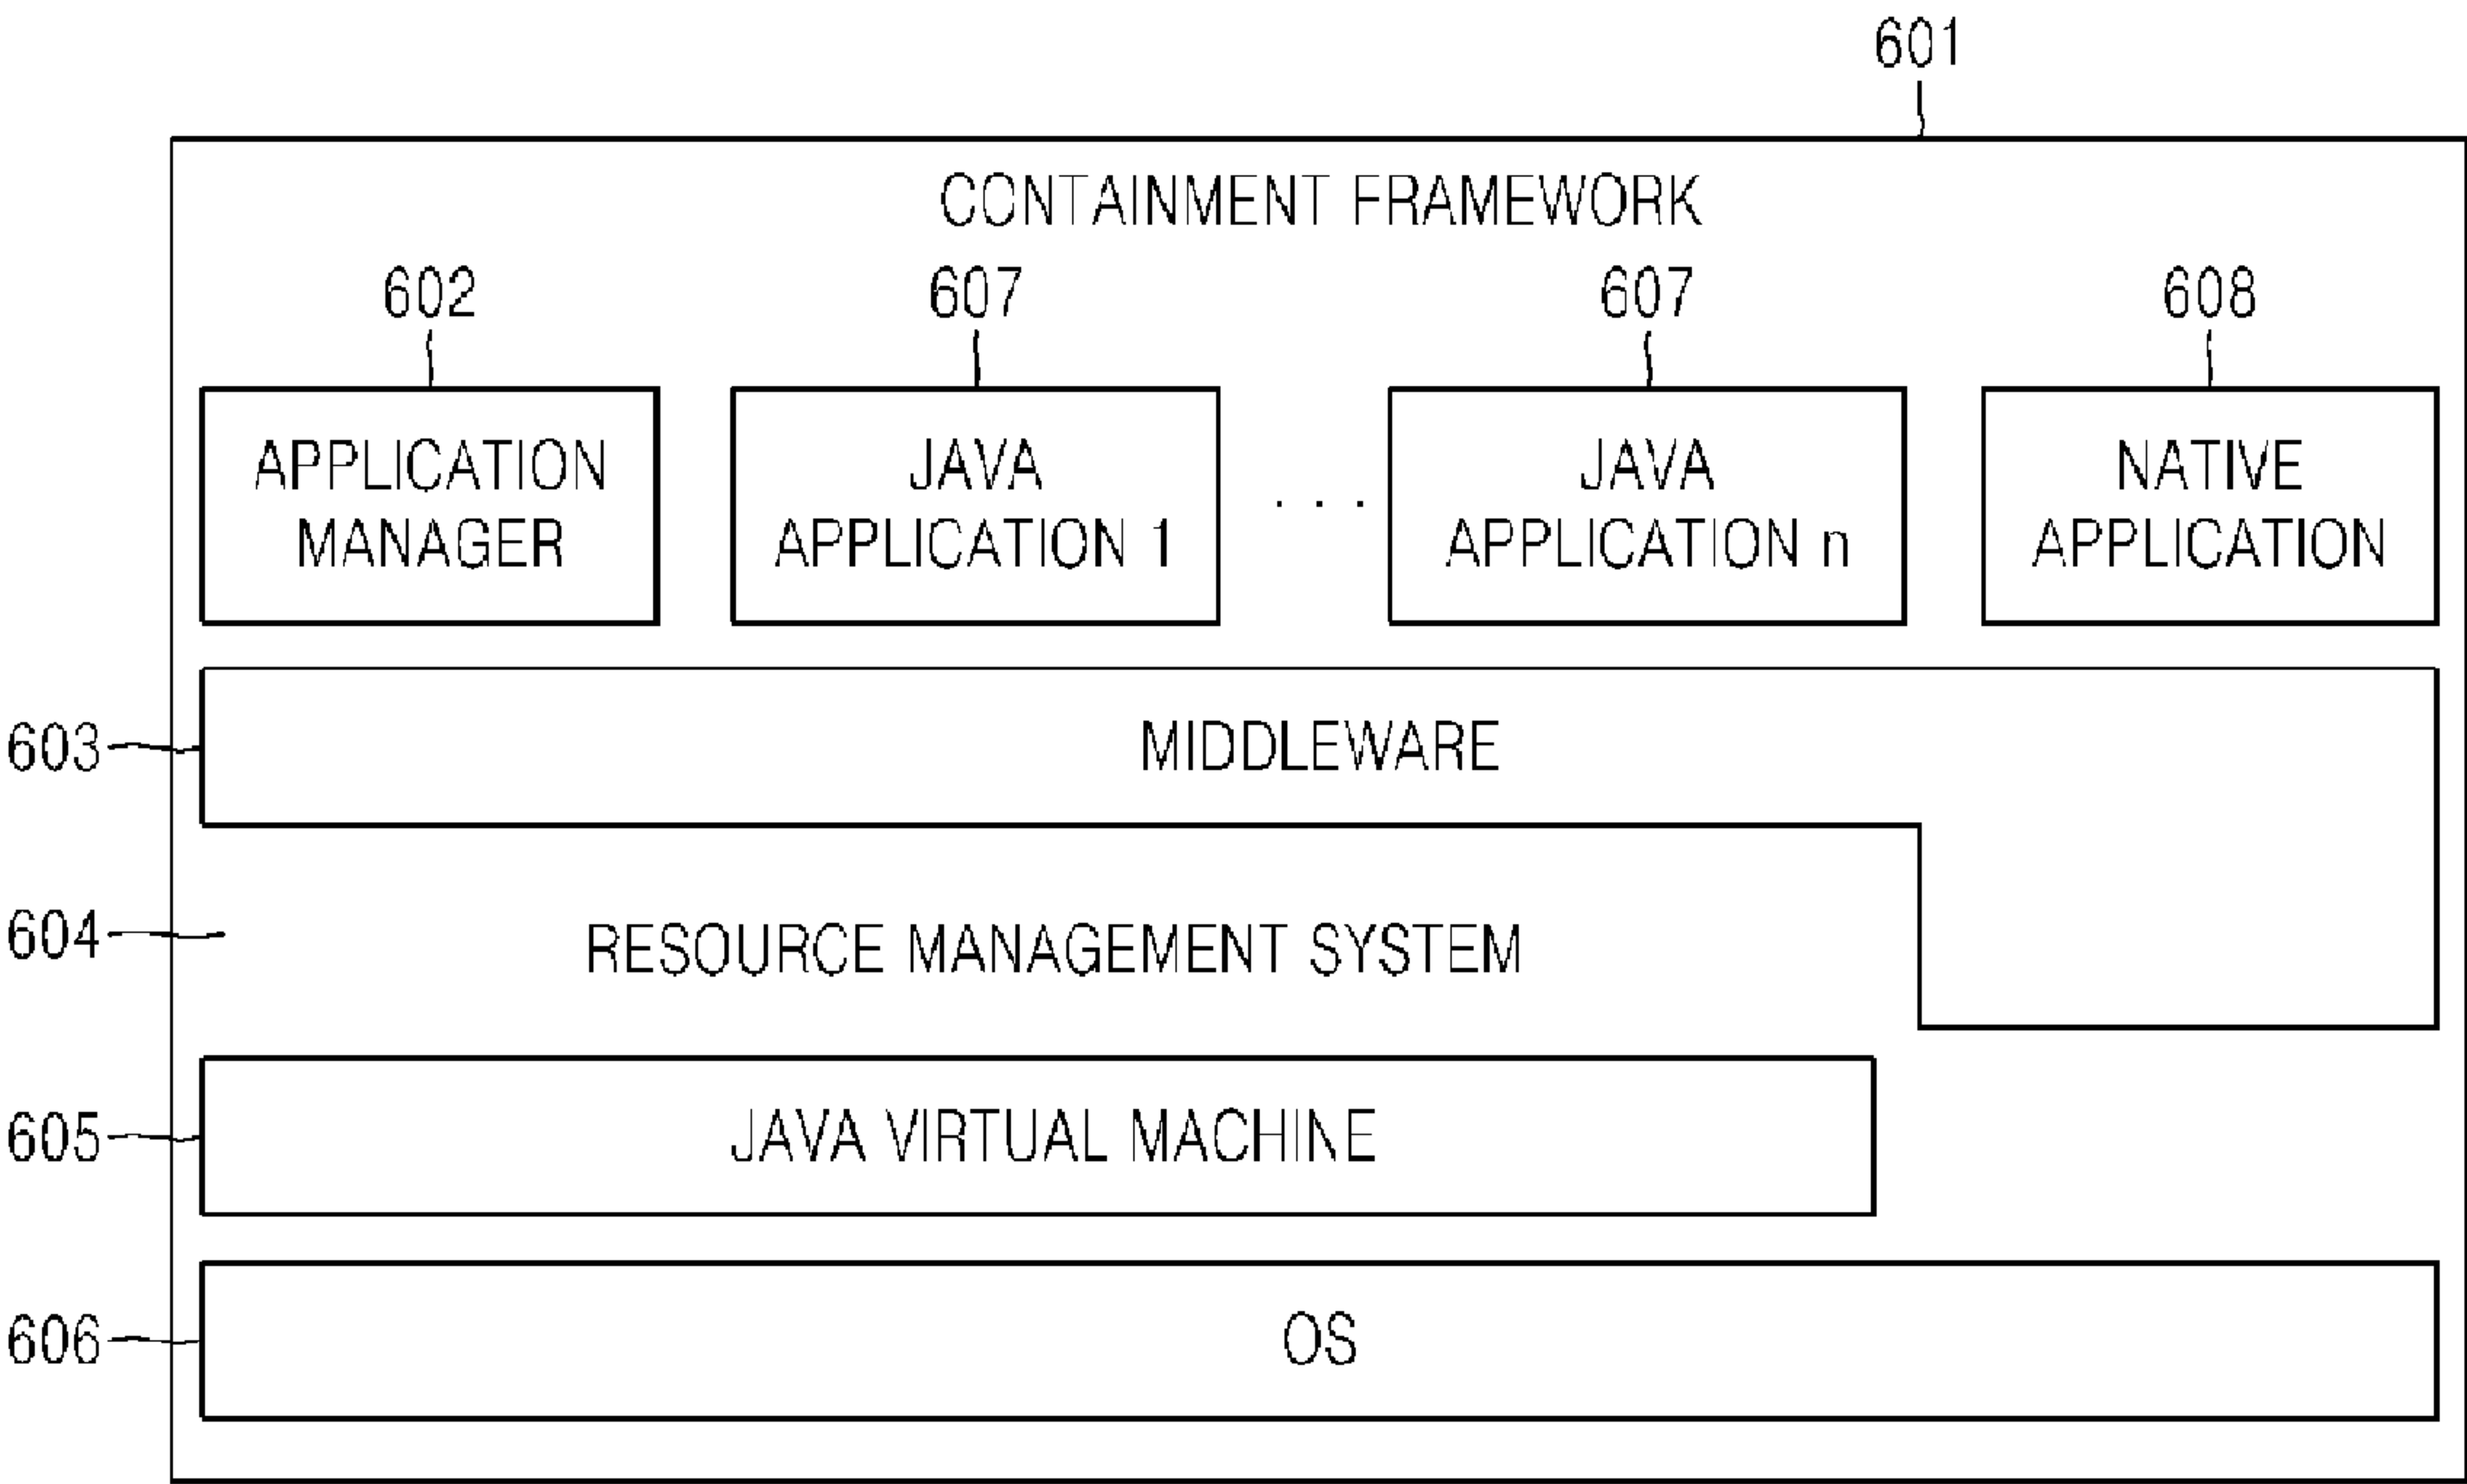 601
CONTAINMENT FRAMEWORK
602 607 607 608
APPLICATION
MANAGER
JAVA
APPLICATION 1
. . .
JAVA
APPLICATION n
NATIVE
APPLICATION
603
MIDDLEWARE
604
RESOURCE MANAGEMENT SYSTEM
605
JAVA VIRTUAL MACHINE
606
OS